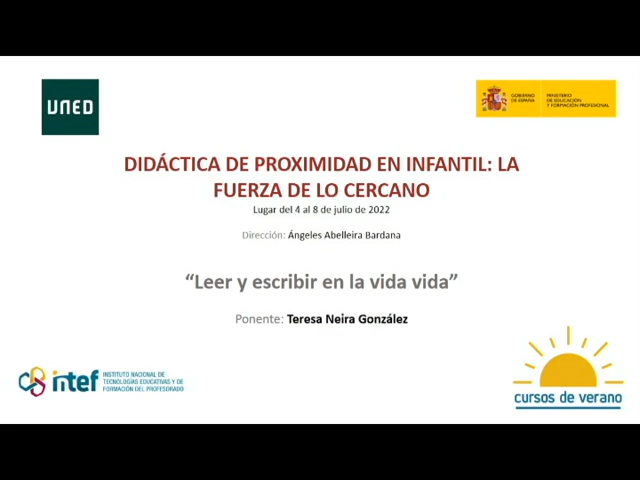 UNED
GOBIERNO
DE ESPAÑA
MINISTERIO
DE EDUCACIÓN
Y FORMACIÓN PROFESIONAL
DIDÁCTICA DE PROXIMIDAD EN INFANTIL: LA
FUERZA DE LO CERCANO
Lugar del 4 al 8 de julio de 2022
Dirección: Ángeles Abelleira Bardana
“Leer y escribir en la vida vida”
Ponente: Teresa Neira González
intef
INSTITUTO NACIONAL DE
TECNOLOGÍAS EDUCATIVAS Y DE
FORMACIÓN DEL PROFESORADO
cursos de verano